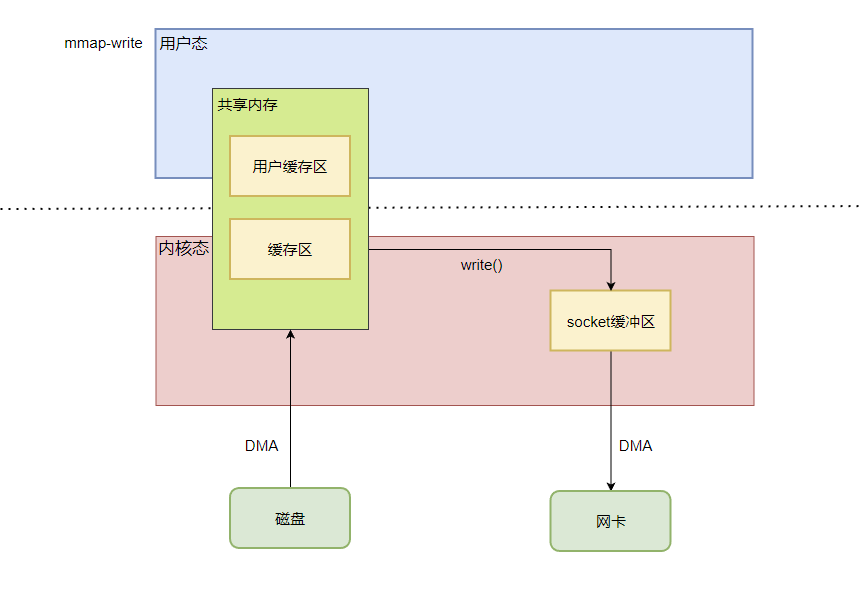 mmap-write
用户态
共享内存
用户缓存区
内核态
缓存区
write()
socket缓冲区
DMA
DMA
磁盘
网卡